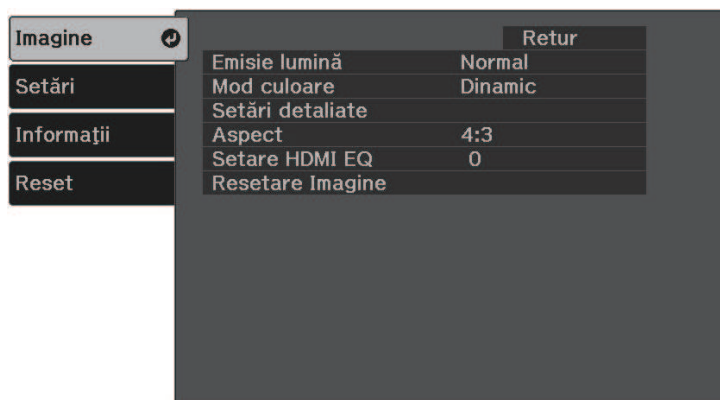 Imagine
Setări
Informaţii
Reset
Retur
Emisie lumină Normal
Mod culoare Dinamic
Setări detaliate
Aspect 4:3
Setare HDMI EQ 0
Resetare Imagine